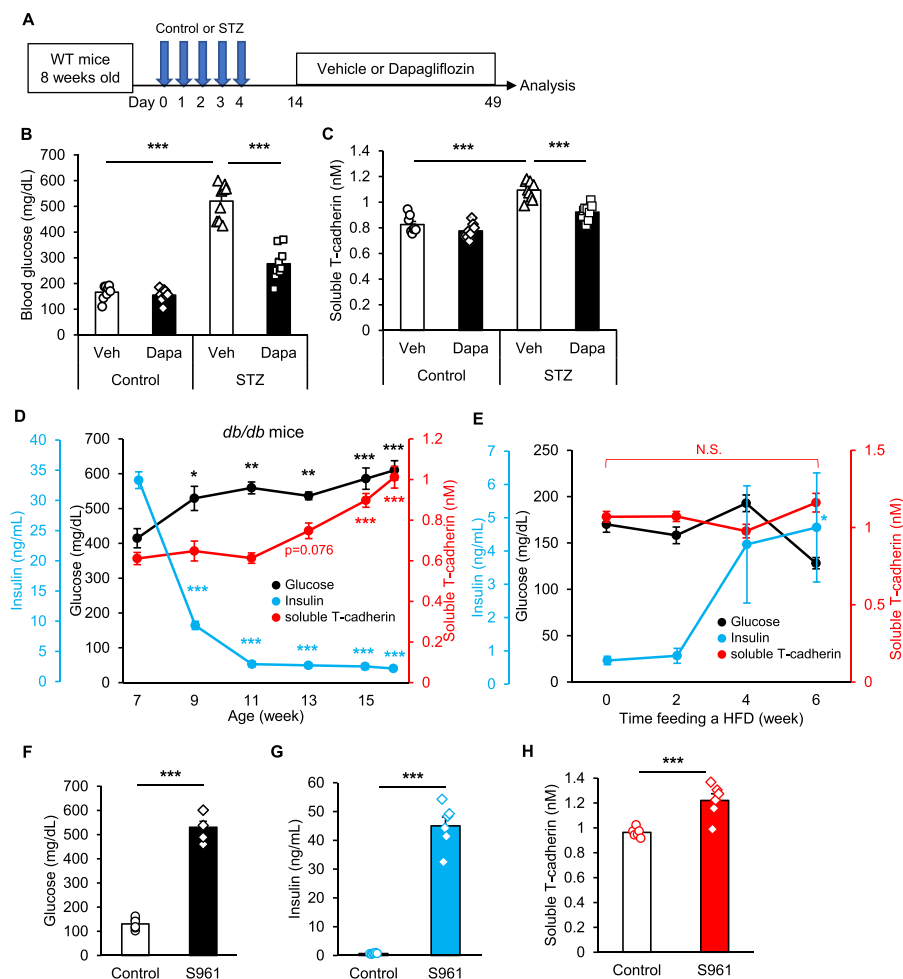 A
Control or STZ
WT mice
8 weeks old
Vehicle or Dapagliflozin
Analysis
Day 0 1 2 3 4 14 49
B
***
***
Blood glucose (mg/dL)
700
600
500
400
300
200
100
0
Veh Dapa Veh Dapa
Control STZ
C
***
***
Soluble T-cadherin (nM)
1.4
1.2
1
0.8
0.6
0.4
0.2
0
Veh Dapa Veh Dapa
Control STZ
D
db/db mice
Insulin (ng/mL)
40
35
30
25
20
15
10
5
0
Glucose (mg/dL)
700
600
500
400
300
200
100
0
Soluble T-cadherin (nM)
1.2
1
0.8
0.6
0.4
0.2
0
* ** ** *** ***
p=0.076
*** ***
*** *** *** *** ***
Glucose
Insulin
soluble T-cadherin
7 9 11 13 15
Age (week)
E
Insulin (ng/mL)
7
6
5
4
3
2
1
0
Glucose (mg/dL)
250
200
150
100
50
0
Soluble T-cadherin (nM)
1.5
1
0.5
0
N.S.
*
Glucose
Insulin
soluble T-cadherin
0 2 4 6
Time feeding a HFD (week)
F
***
Glucose (mg/dL)
700
600
500
400
300
200
100
0
Control S961
G
***
Insulin (ng/mL)
60
50
40
30
20
10
0
Control S961
H
***
Soluble T-cadherin (nM)
1.4
1.2
1
0.8
0.6
0.4
0.2
0
Control S961